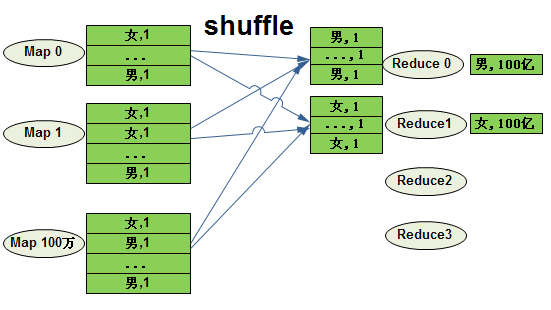 shuffle
Map 0
女,1
...
男,1
Map 1
女,1
女,1
...
男,1
Map 100万
女,1
男,1
...
男,1
男, 1
..., 1
男, 1
Reduce 0
男, 100亿
女, 1
..., 1
女, 1
Reduce1
女, 100亿
Reduce2
Reduce3